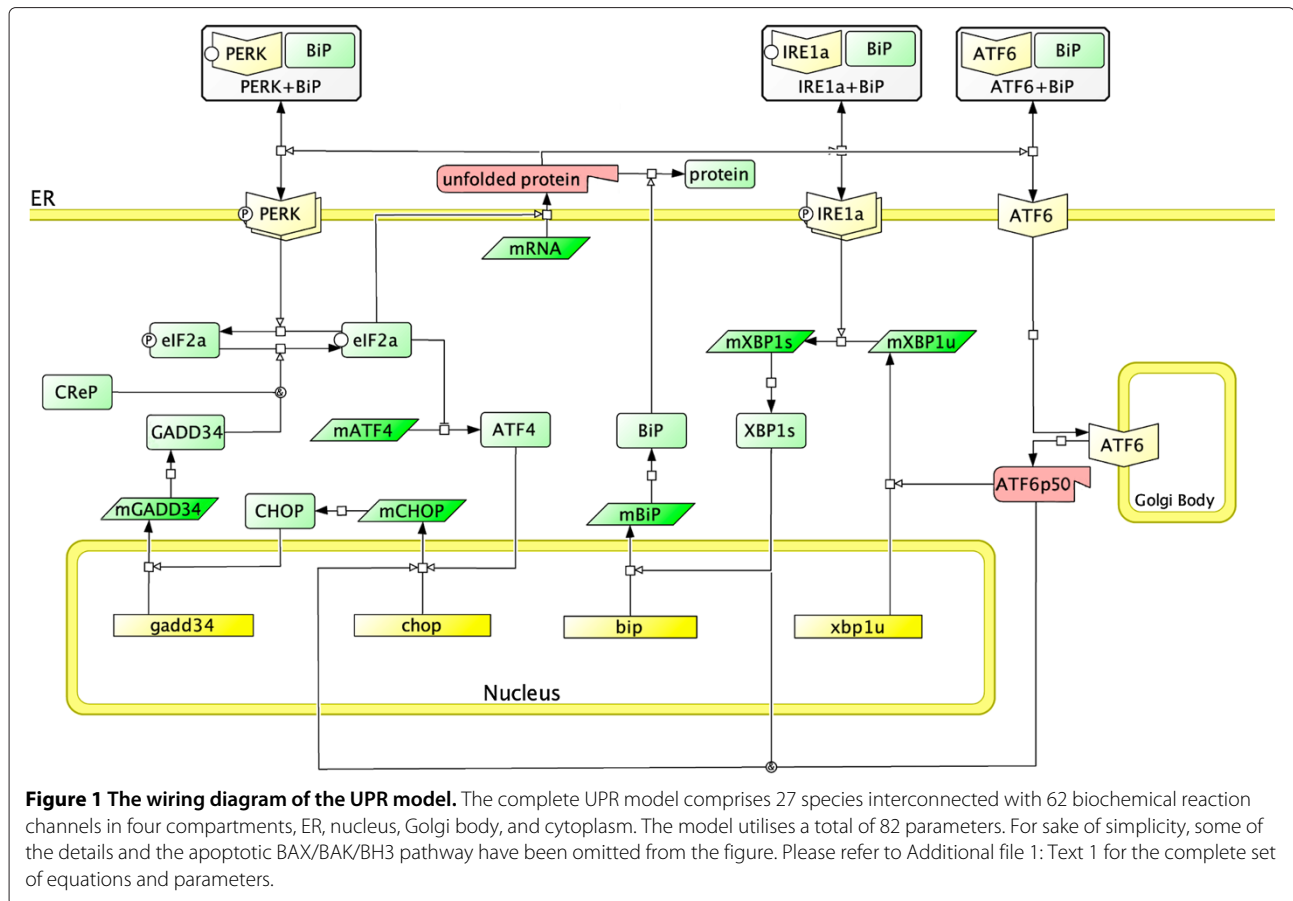 PERK BiP
PERK+BiP
IRE1a BiP
IRE1a+BiP
ATF6 BiP
ATF6+BiP
unfolded protein
protein
ER
P PERK
P IRE1a
ATF6
mRNA
P eIF2a
eIF2a
mXBP1s
mXBP1u
CReP
&
GADD34
mATF4
ATF4
BiP
XBP1s
ATF6
ATF6p50
Golgi Body
mGADD34
CHOP
mCHOP
mBiP
gadd34
chop
bip
xbp1u
Nucleus
&
Figure 1 The wiring diagram of the UPR model. The complete UPR model comprises 27 species interconnected with 62 biochemical reaction
channels in four compartments, ER, nucleus, Golgi body, and cytoplasm. The model utilises a total of 82 parameters. For sake of simplicity, some of
the details and the apoptotic BAX/BAK/BH3 pathway have been omitted from the figure. Please refer to Additional file 1: Text 1 for the complete set
of equations and parameters.